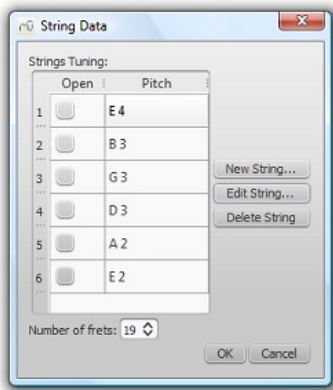 String Data
Strings Tuning:
Open Pitch
1 E 4
2 B 3
3 G 3
4 D 3
5 A 2
6 E 2
New String...
Edit String...
Delete String
Number of frets: 19
OK Cancel